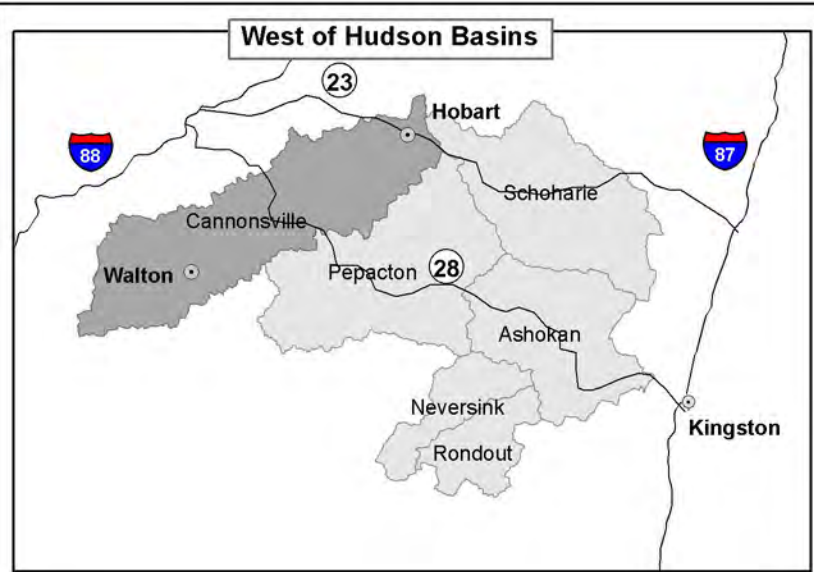 West of Hudson Basins
23
Hobart
88
87
Schoharie
Cannonsville
Walton
Pepacton
28
Ashokan
Neversink
Kingston
Rondout